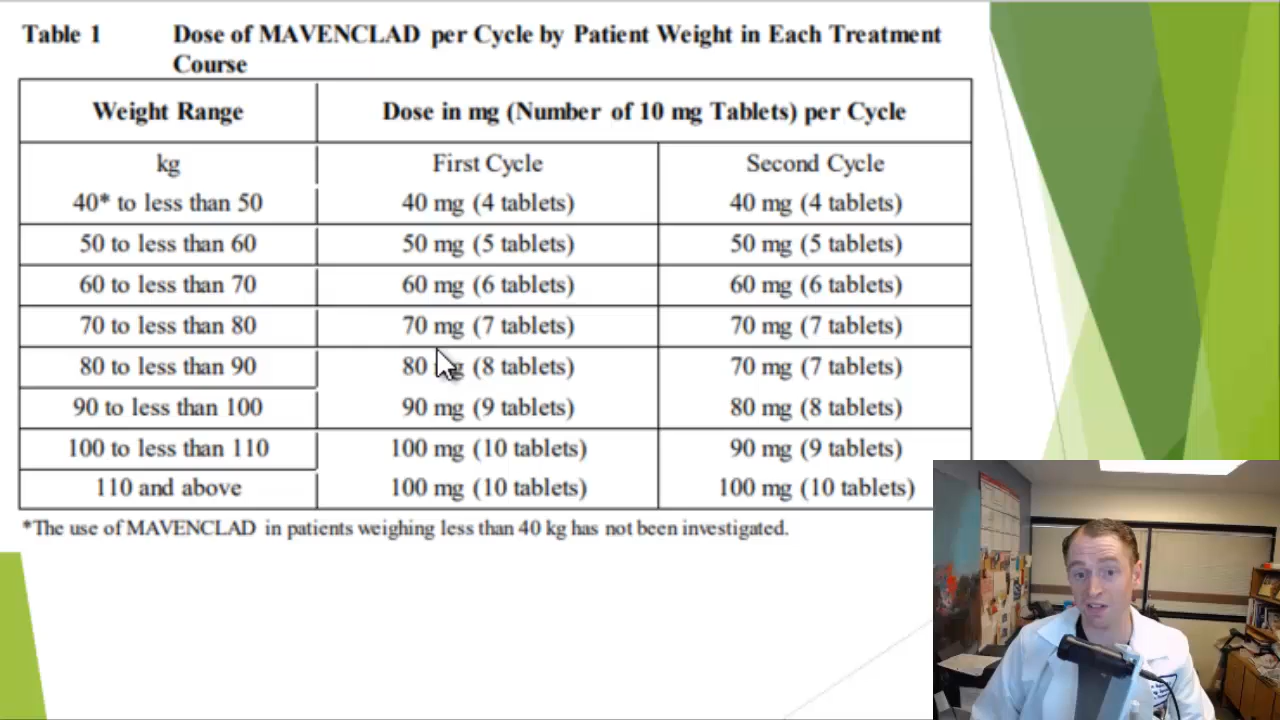 Table 1 Dose of MAVENCLAD per Cycle by Patient Weight in Each Treatment
Course
Weight Range Dose in mg (Number of 10 mg Tablets) per Cycle
kg First Cycle Second Cycle
40* to less than 50 40 mg (4 tablets) 40 mg (4 tablets)
50 to less than 60 50 mg (5 tablets) 50 mg (5 tablets)
60 to less than 70 60 mg (6 tablets) 60 mg (6 tablets)
70 to less than 80 70 mg (7 tablets) 70 mg (7 tablets)
80 to less than 90 80 (8 tablets) 70 mg (7 tablets)
90 to less than 100 90 mg (9 tablets) 80 mg (8 tablets)
100 to less than 110 100 mg (10 tablets) 90 mg (9 tablets)
110 and above 100 mg (10 tablets) 100 mg (10 tablets)
*The use of MAVENCLAD in patients weighing less than 40 kg has not been investigated.